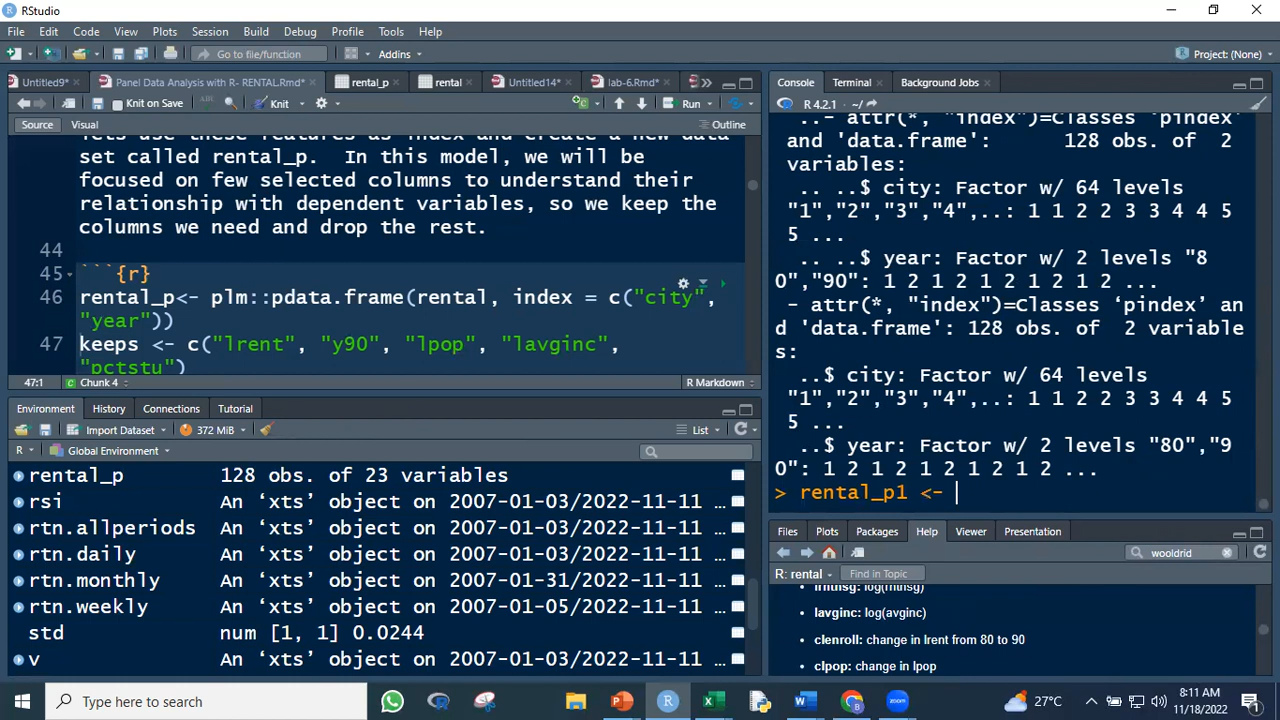 RStudio
File Edit Code View Plots Session Build Debug Profile Tools Help
Go to file/function Addins Project: (None)
Untitled9* Panel Data Analysis with R- RENTAL.Rmd* rental_p rental Untitled14* lab-6.Rmd*
Knit on Save Knit Run
Source Visual Outline
set called rental_p.  In this model, we will be
focused on few selected columns to understand their
relationship with dependent variables, so we keep the
columns we need and drop the rest.
44
45 ```{r}
46 rental_p<- plm::pdata.frame(rental, index = c("city",
"year"))
47 keeps <- c("lrent", "y90", "lpop", "lavginc",
"pctstu")
47:1 Chunk 4 R Markdown
Environment History Connections Tutorial
Import Dataset 372 MiB List
R Global Environment
rental_p 128 obs. of 23 variables
rsi An ‘xts’ object on 2007-01-03/2022-11-11 ...
rtn.allperiods An ‘xts’ object on 2007-01-03/2022-11-11 ...
rtn.daily An ‘xts’ object on 2007-01-03/2022-11-11 ...
rtn.monthly An ‘xts’ object on 2007-01-31/2022-11-11 ...
rtn.weekly An ‘xts’ object on 2007-01-05/2022-11-11 ...
std num [1, 1] 0.0244
v An ‘xts’ object on 2007-01-03/2022-11-11 ...
Console Terminal Background Jobs
R 4.2.1 · ~/
..- attr(*, "index")=Classes ‘pindex’
and 'data.frame':      128 obs. of  2
variables:
.. ..$ city: Factor w/ 64 levels
"1","2","3","4",..: 1 1 2 2 3 3 4 4 5
5 ...
.. ..$ year: Factor w/ 2 levels "8
0","90": 1 2 1 2 1 2 1 2 1 2 ...
- attr(*, "index")=Classes ‘pindex’ an
d 'data.frame': 128 obs. of  2 variable
s:
..$ city: Factor w/ 64 levels
"1","2","3","4",..: 1 1 2 2 3 3 4 4 5
5 ...
..$ year: Factor w/ 2 levels "80","9
0": 1 2 1 2 1 2 1 2 1 2 ...
> rental_p1 <-
Files Plots Packages Help Viewer Presentation
wooldrid
R: rental Find in Topic
lavginc: log(avginc)
clenroll: change in lrent from 80 to 90
clpop: change in lpop
Type here to search
27°C
8:11 AM
11/18/2022